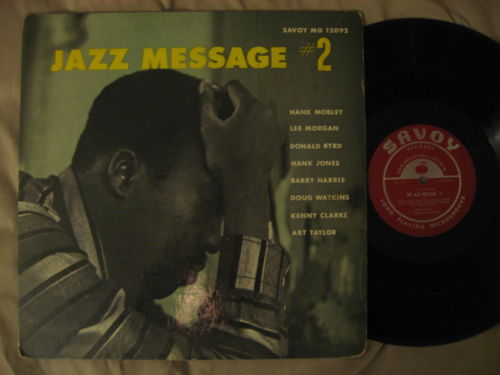 SAVOY MG 12092
JAZZ MESSAGE #2
HANK MOBLEY
LEE MORGAN
DONALD BYRD
HANK JONES
BARRY HARRIS
DOUG WATKINS
KENNY CLARKE
ART TAYLOR
SAVOY
RECORDS
LONG PLAYING MICROGROOVE